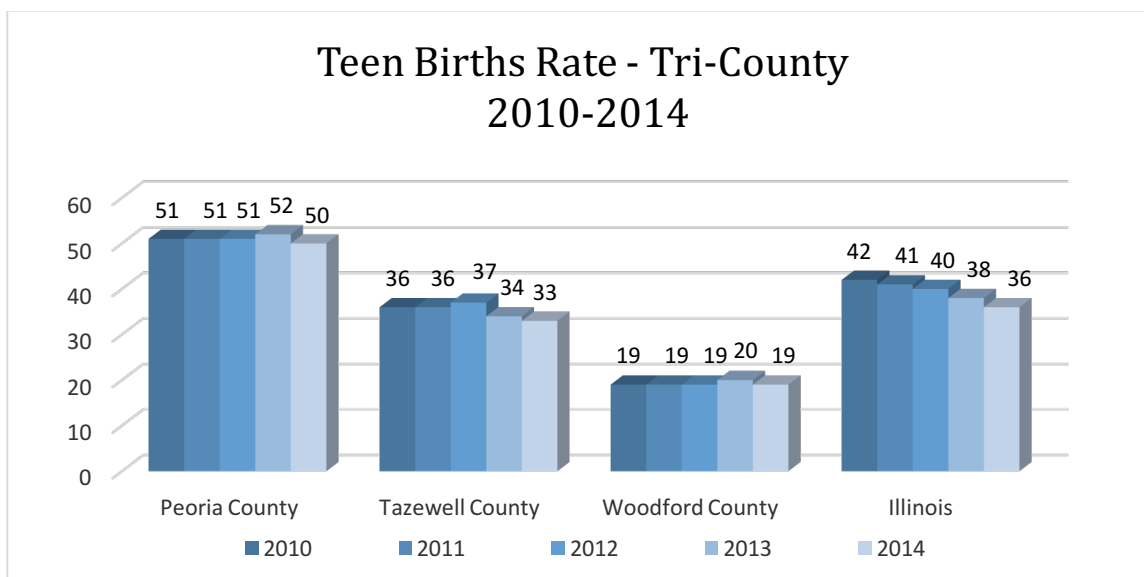 Teen Births Rate - Tri-County
2010-2014
60
50
40
30
20
10
0
51 51 51 52 50
36 36 37 34 33
19 19 19 20 19
42 41 40 38 36
Peoria County Tazewell County Woodford County Illinois
2010 2011 2012 2013 2014